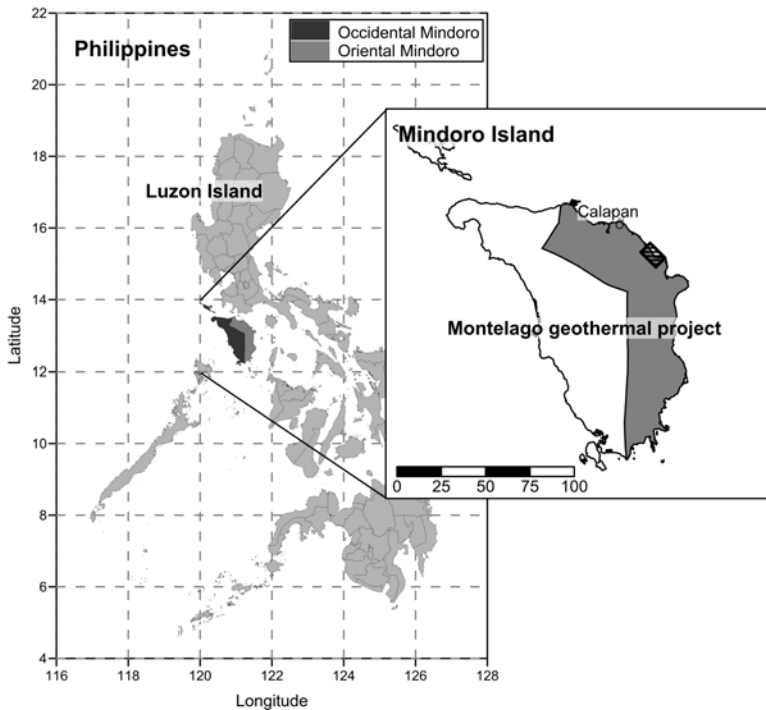 Philippines
Occidental Mindoro
Oriental Mindoro
Luzon Island
Mindoro Island
Calapan
Montelago geothermal project
0 25 50 75 100
22
20
18
16
14
12
10
8
6
4
Latitude
116 118 120 122 124 126 128
Longitude